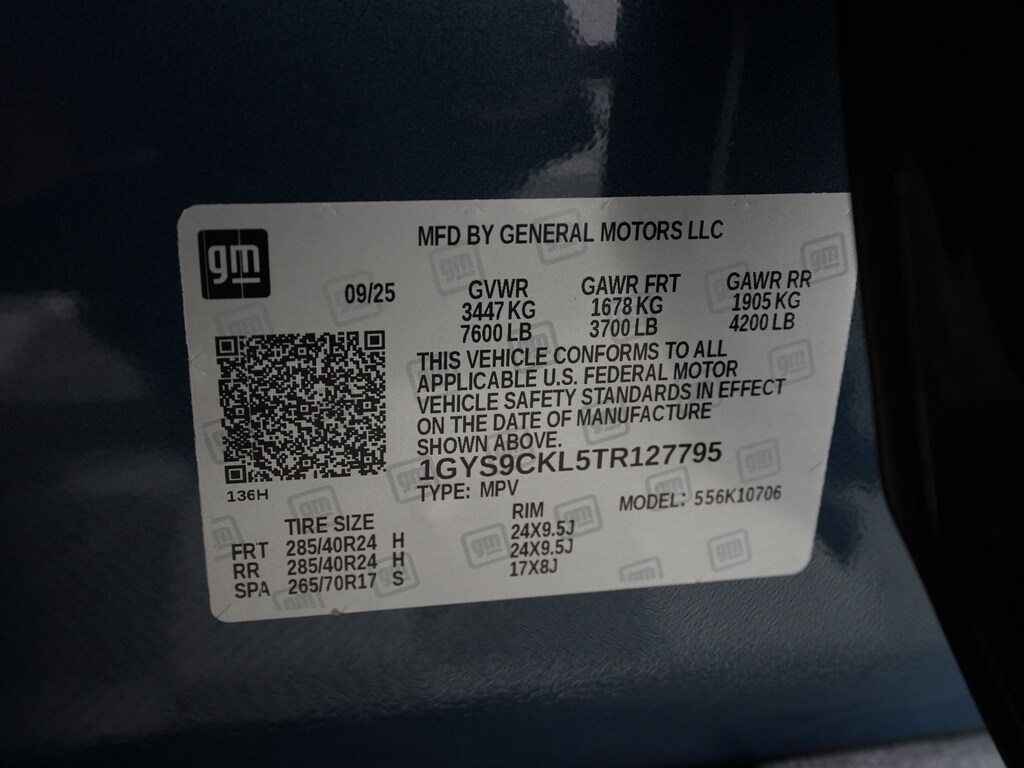 gm
MFD BY GENERAL MOTORS LLC
09/25
GVWR GAWR FRT GAWR RR
3447 KG 1678 KG 1905 KG
7600 LB 3700 LB 4200 LB
THIS VEHICLE CONFORMS TO ALL
APPLICABLE U.S. FEDERAL MOTOR
VEHICLE SAFETY STANDARDS IN EFFECT
ON THE DATE OF MANUFACTURE
SHOWN ABOVE.
1GYS9CKL5TR127795
136H
TYPE: MPV MODEL: 556K10706
TIRE SIZE RIM
FRT 285/40R24 H 24X9.5J
RR 285/40R24 H 24X9.5J
SPA 265/70R17 S 17X8J